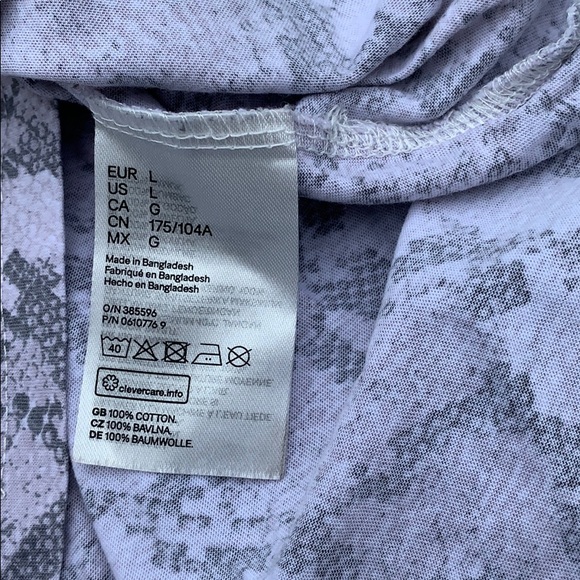 EUR L
US L
CA G
CN 175/104A
MX G
Made in Bangladesh
Fabriqué en Bangladesh
Hecho en Bangladesh
O/N 385596
P/N 0610776 9
40
clevercare.info
GB 100% COTTON.
CZ 100% BAVLNA.
DE 100% BAUMWOLLE.